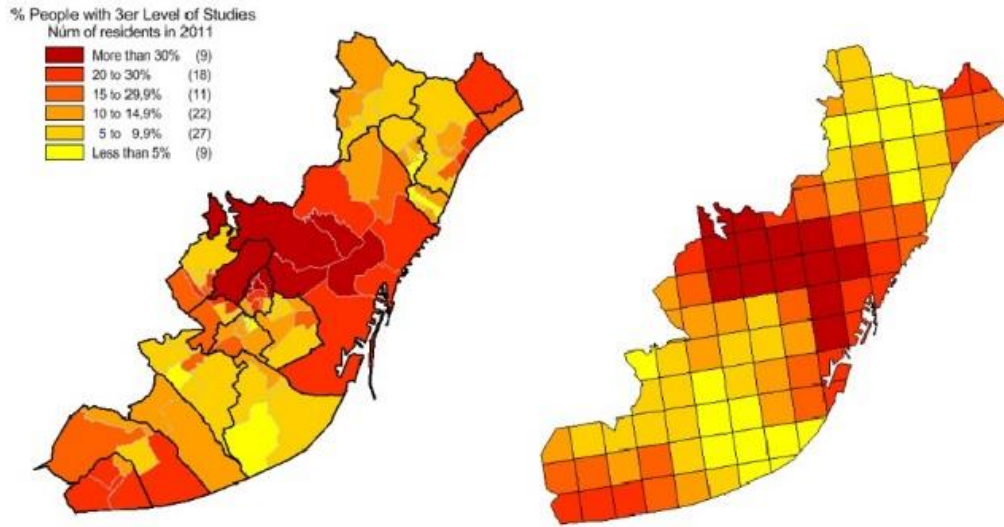 % People with 3er Level of Studies
Núm of residents in 2011
More than 30% (9)
20 to 30% (18)
15 to 29,9% (11)
10 to 14,9% (22)
5 to 9,9% (27)
Less than 5% (9)